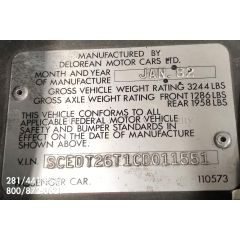 MANUFACTURED BY
DELOREAN MOTOR CARS LTD.
MONTH AND YEAR
OF MANUFACTURE JAN. 82
GROSS VEHICLE WEIGHT RATING 3244 LBS
GROSS AXLE WEIGHT RATING FRONT 1286 LBS
REAR 1958 LBS
THIS VEHICLE CONFORMS TO ALL
APPLICABLE FEDERAL MOTOR VEHICLE
SAFETY AND BUMPER STANDARDS IN
EFFECT ON THE DATE OF MANUFACTURE
SHOWN ABOVE.
V.I.N. SCEDT26T1CD011551
CAR. 110573
281/441